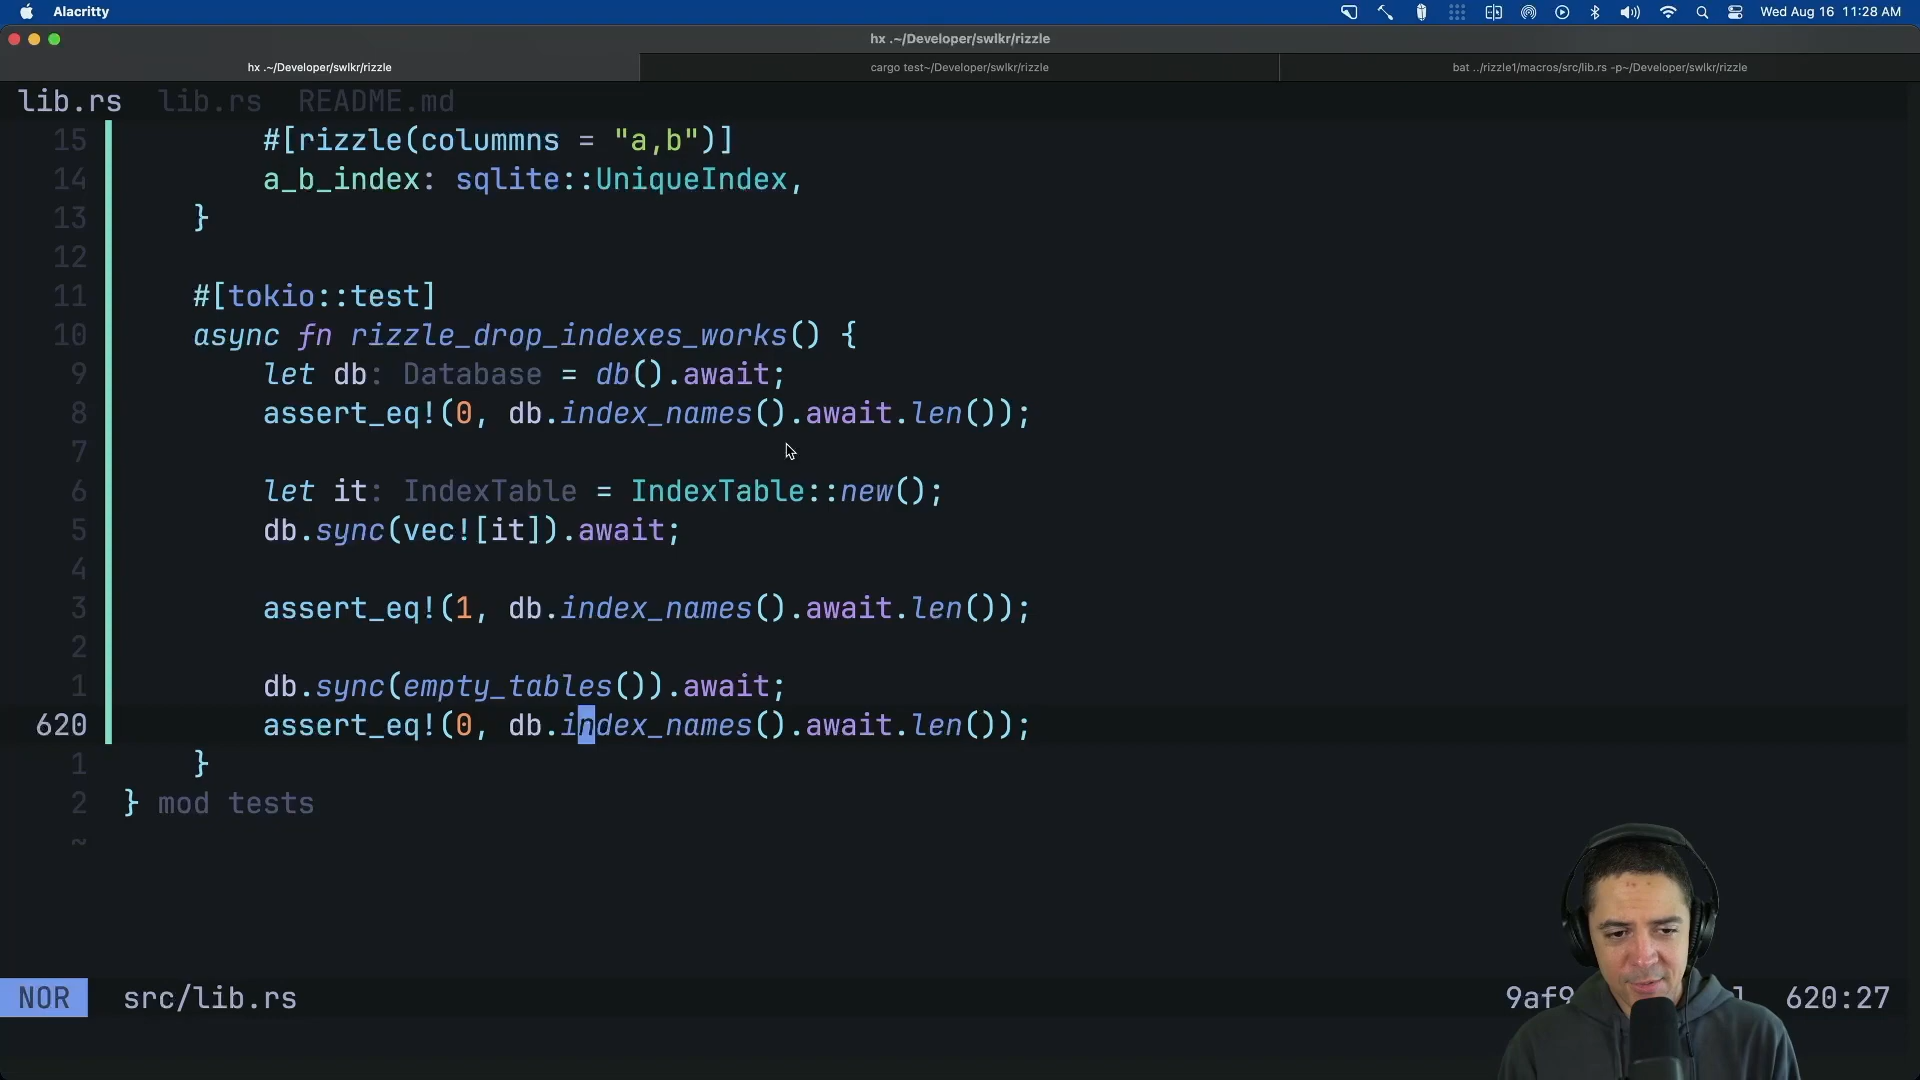 Alacritty Wed Aug 16 11:28 AM
hx .~/Developer/swlkr/rizzle
hx .~/Developer/swlkr/rizzle cargo test~/Developer/swlkr/rizzle bat ../rizzle1/macros/src/lib.rs -p~/Developer/swlkr/rizzle
lib.rs lib.rs README.md
15 #[rizzle(colummns = "a,b")]
14 a_b_index: sqlite::UniqueIndex,
13 }
12
11 #[tokio::test]
10 async fn rizzle_drop_indexes_works() {
9 let db: Database = db().await;
8 assert_eq!(0, db.index_names().await.len());
7
6 let it: IndexTable = IndexTable::new();
5 db.sync(vec![it]).await;
4
3 assert_eq!(1, db.index_names().await.len());
2
1 db.sync(empty_tables()).await;
620 assert_eq!(0, db.index_names().await.len());
1 }
2 } mod tests
~
NOR src/lib.rs 620:27